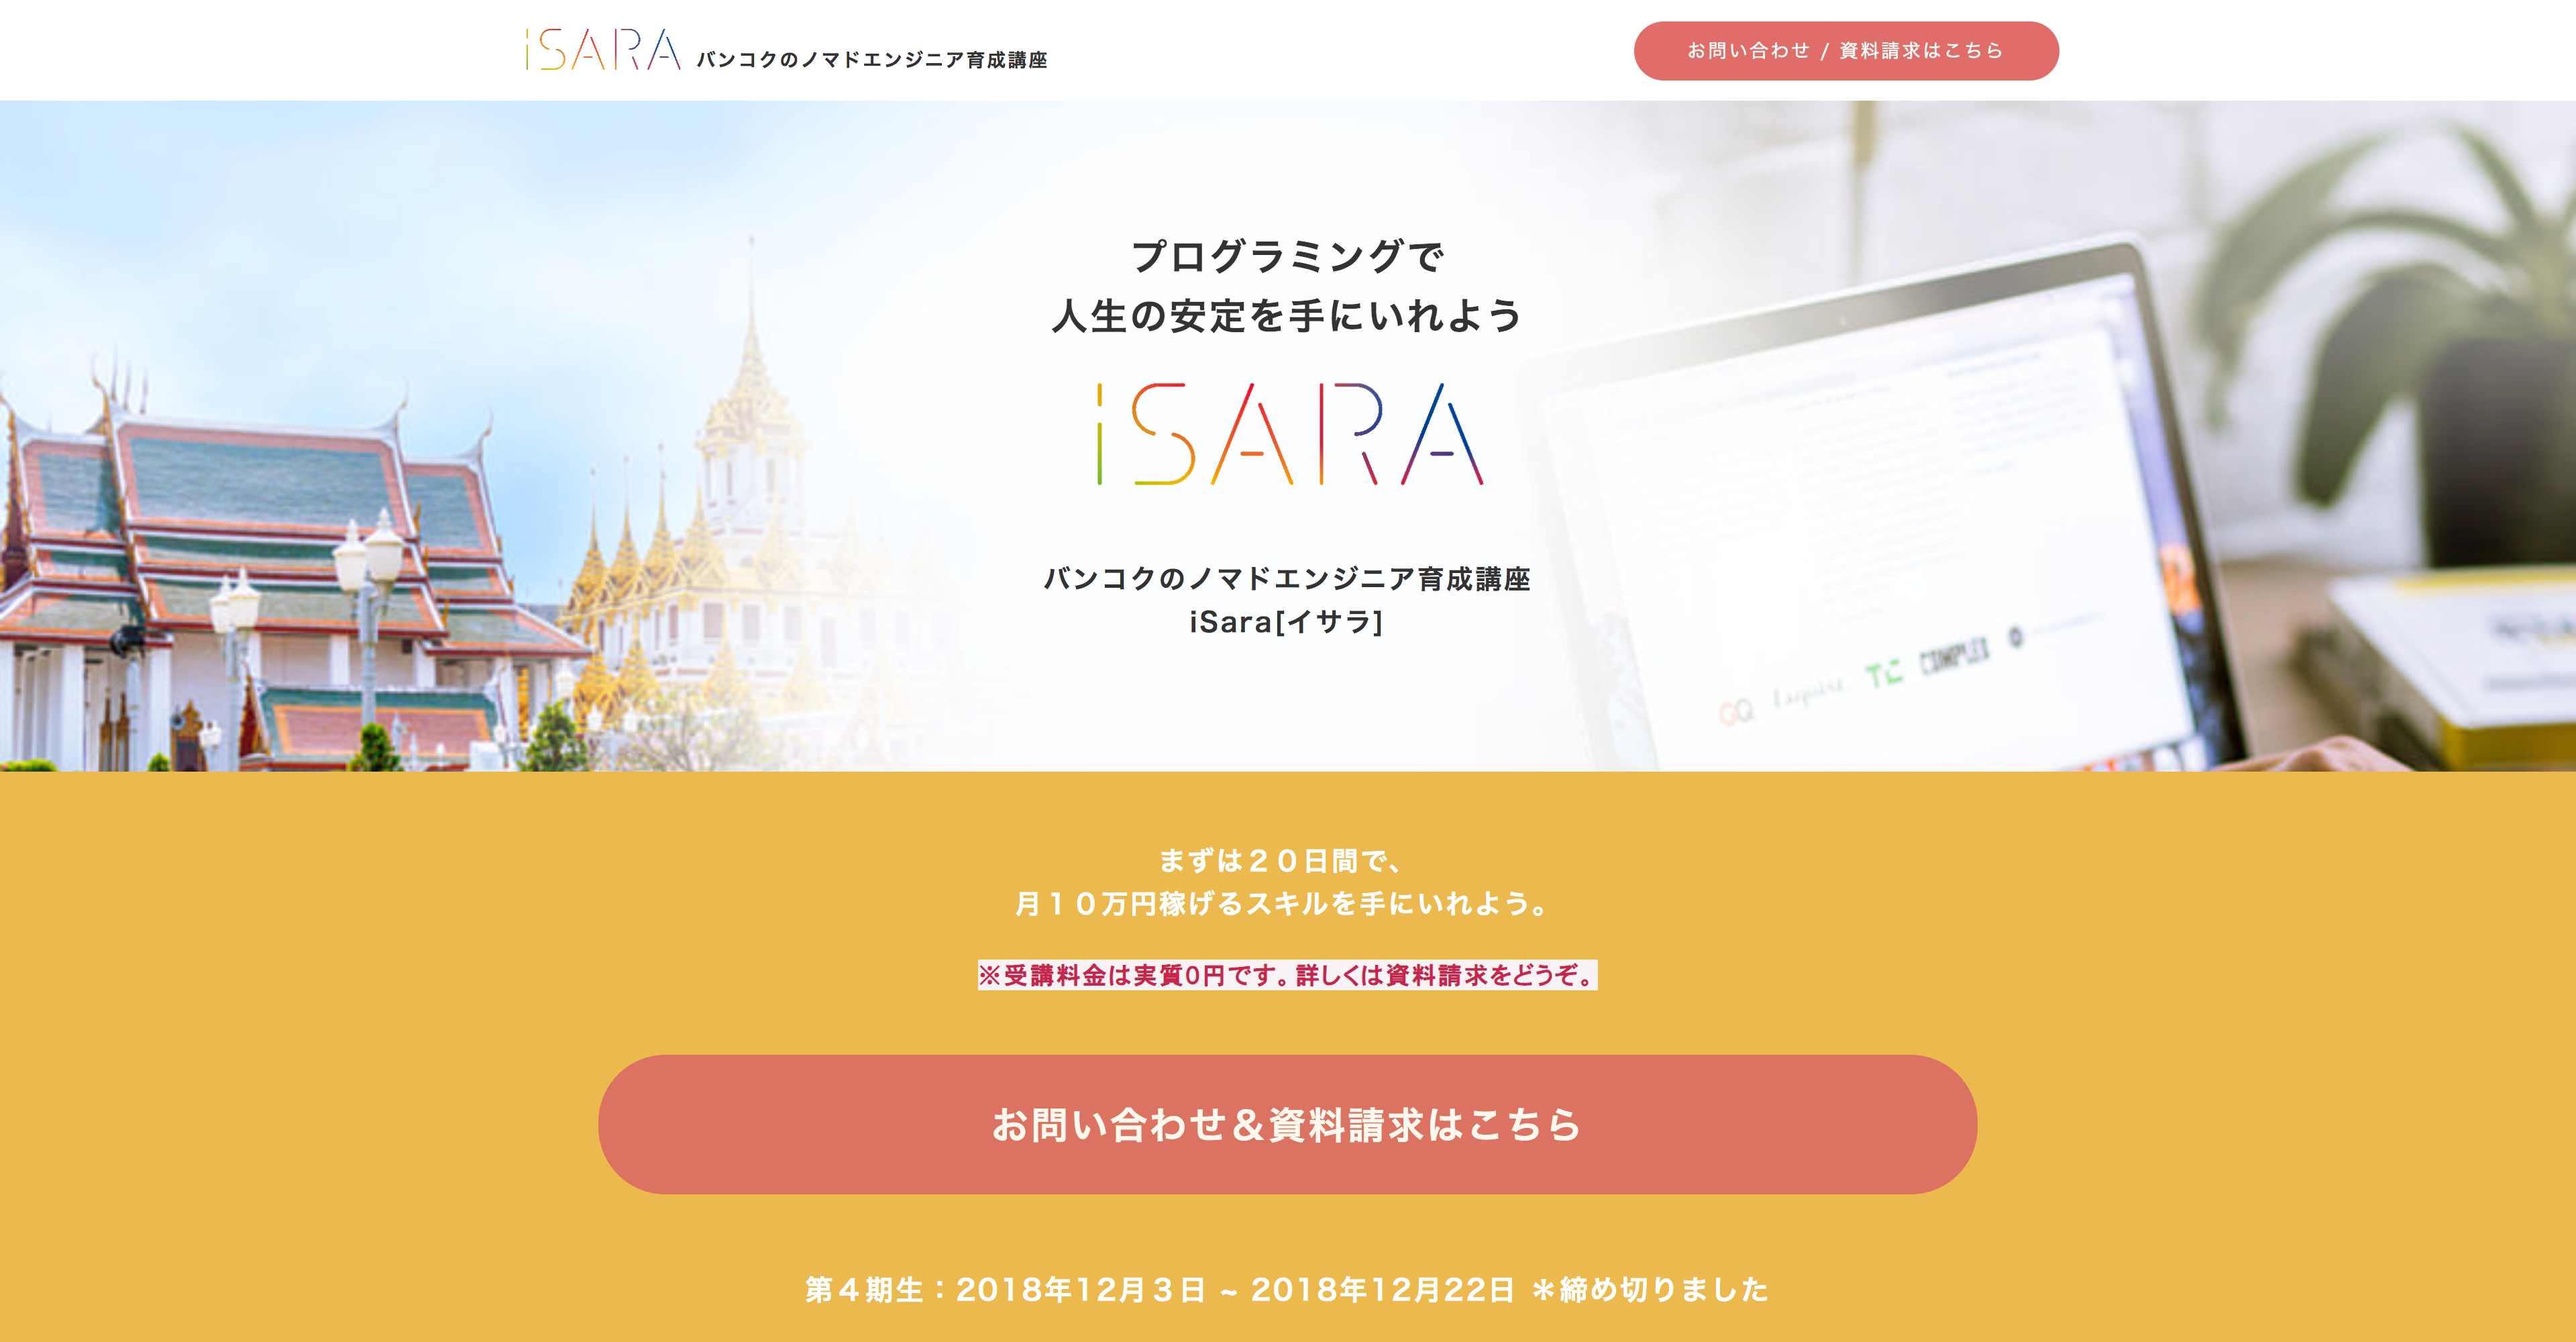 iSARA バンコクのノマドエンジニア育成講座
お問い合わせ / 資料請求はこちら
プログラミングで
人生の安定を手にいれよう
iSARA
バンコクのノマドエンジニア育成講座
iSara[イサラ]
GQ Esquire TC COMPLEX
まずは２０日間で、
月１０万円稼げるスキルを手にいれよう。
※受講料金は実質0円です。詳しくは資料請求をどうぞ。
お問い合わせ＆資料請求はこちら
第４期生：2018年12月３日 ~ 2018年12月22日 ＊締め切りました